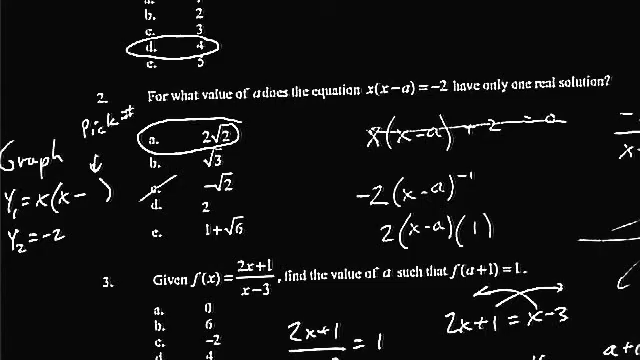 b. 2
c. 3
d. 4
e. 5
2. For what value of a does the equation x(x−a) = −2 have only one real solution?
Pick #
a. 2√2
b. √3
c. −√2
d. 2
e. 1+√6
Graph
Y₁ = x(x −   )
Y₂ = −2
x(x−a) + 2 = 0
−2(x−a)⁻¹
2(x−a)(1)
3. Given f(x) = (2x+1)/(x−3), find the value of a such that f(a+1) = 1.
a. 0
b. 6
c. −2
d. 4
2x+1 = 1
2x+1 = x−3